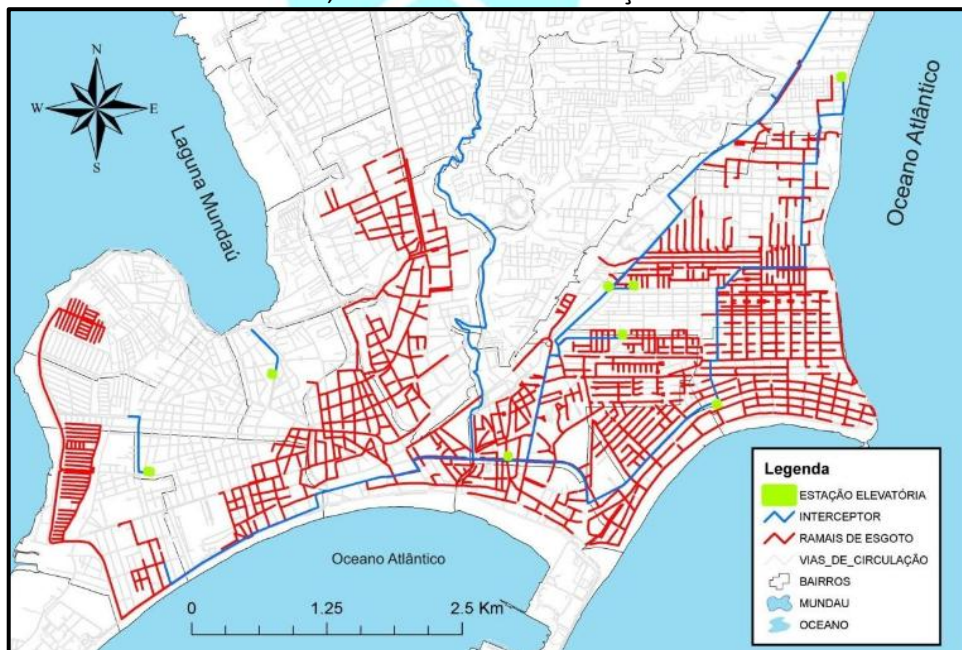 N
W
E
S
Laguna Mundaú
Oceano Atlântico
Oceano Atlântico
0 1.25 2.5 Km
Legenda
ESTAÇÃO ELEVATÓRIA
INTERCEPTOR
RAMAIS DE ESGOTO
VIAS_DE_CIRCULAÇÃO
BAIRROS
MUNDAU
OCEANO